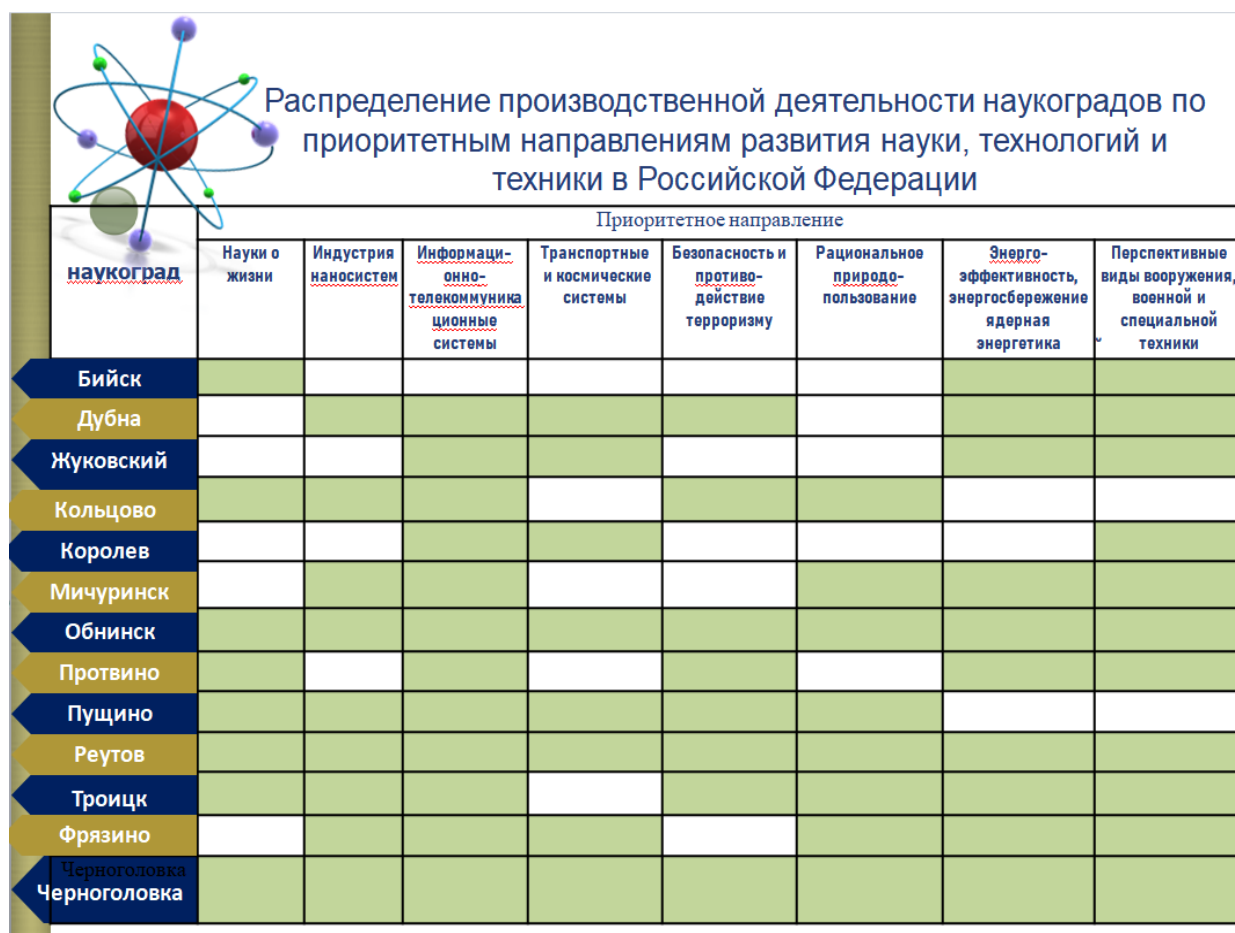 Распределение производственной деятельности наукоградов по
приоритетным направлениям развития науки, технологий и
техники в Российской Федерации
наукоград
Приоритетное направление
Науки о
жизни
Индустрия
наносистем
Информаци-
онно-
телекоммуника
ционные
системы
Транспортные
и космические
системы
Безопасность и
противо-
действие
терроризму
Рациональное
природо-
пользование
Энерго-
эффективность,
энергосбережение
ядерная
энергетика
Перспективные
виды вооружения,
военной и
специальной
техники
Бийск
Дубна
Жуковский
Кольцово
Королев
Мичуринск
Обнинск
Протвино
Пущино
Реутов
Троицк
Фрязино
Черноголовка
Черноголовка